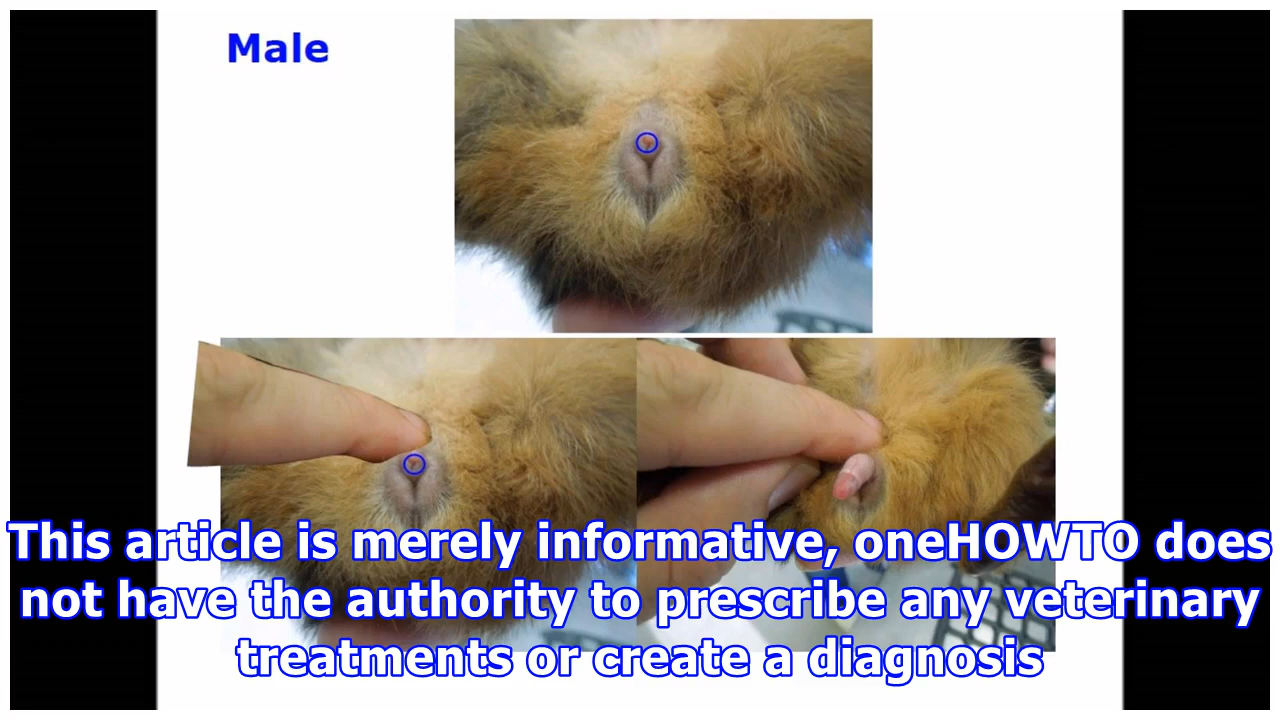 Male
This article is merely informative, oneHOWTO does
not have the authority to prescribe any veterinary
treatments or create a diagnosis